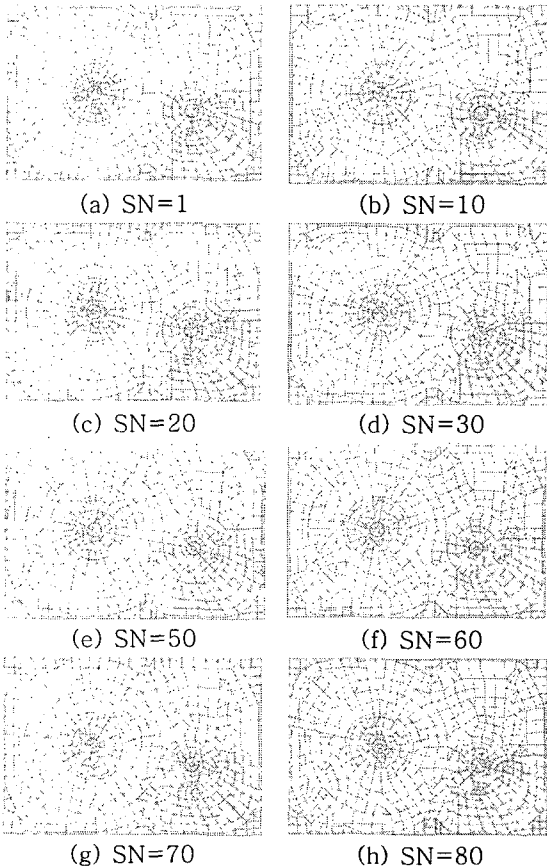 (a) SN=1
(b) SN=10
(c) SN=20
(d) SN=30
(e) SN=50
(f) SN=60
(g) SN=70
(h) SN=80